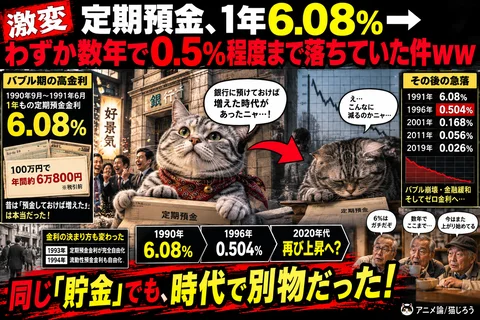 激変
定期預金、1年6.08%→
わずか数年で0.5%程度まで落ちていた件ww
バブル期の高金利
1990年9月～1991年6月
1年もの定期預金金利
6.08%
100万円で
年間約6万800円
※税引前
昔は「預金しておけば増えた」は
本当だった!
金利の決まり方も変わった
1993年 定期預金金利が完全自由化
1994年 流動性預金金利も自由化
好景気
銀
銀行に預けておけば
増えた時代が
あったニャ…!
え…
こんなに
減るのかニャ…
定期預金
定期預金
その後の急落
1991年 6.08%
1996年 0.504%
2001年 0.168%
2011年 0.056%
2019年 0.026%
バブル崩壊・金融緩和
そしてゼロ金利へ…
1990年
6.08%
1996年
0.504%
2020年代
再び上昇へ?
6%は
ガチだぞ
数年で
ここまで…
今はまた
上がり始めてる
同じ「貯金」でも、時代で別物だった!
アニメ論/猫じろう